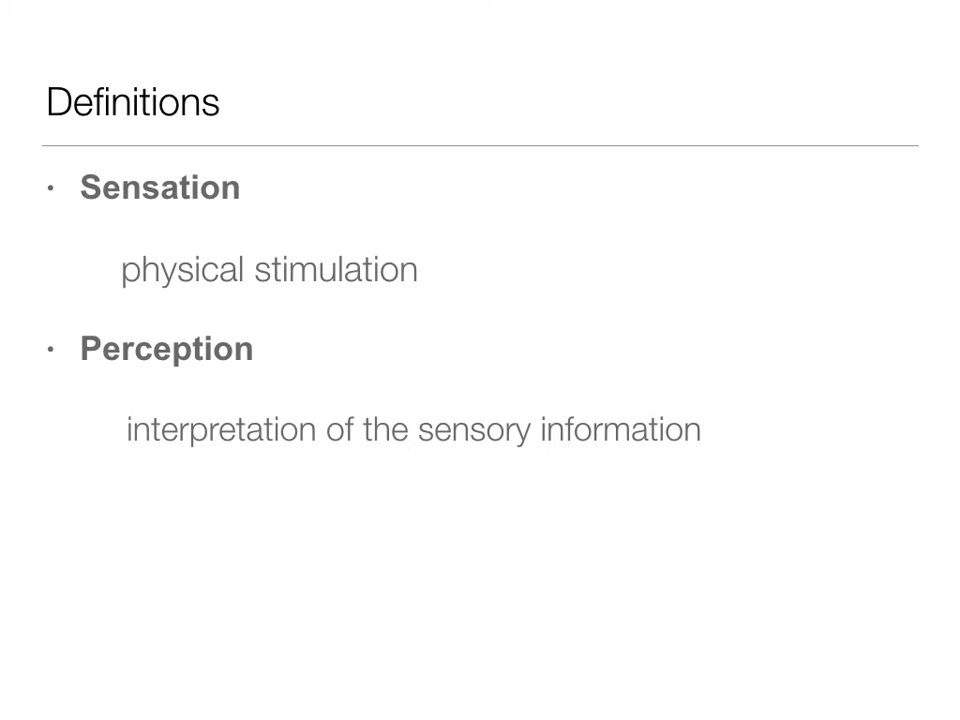 Definitions
• Sensation
physical stimulation
• Perception
interpretation of the sensory information